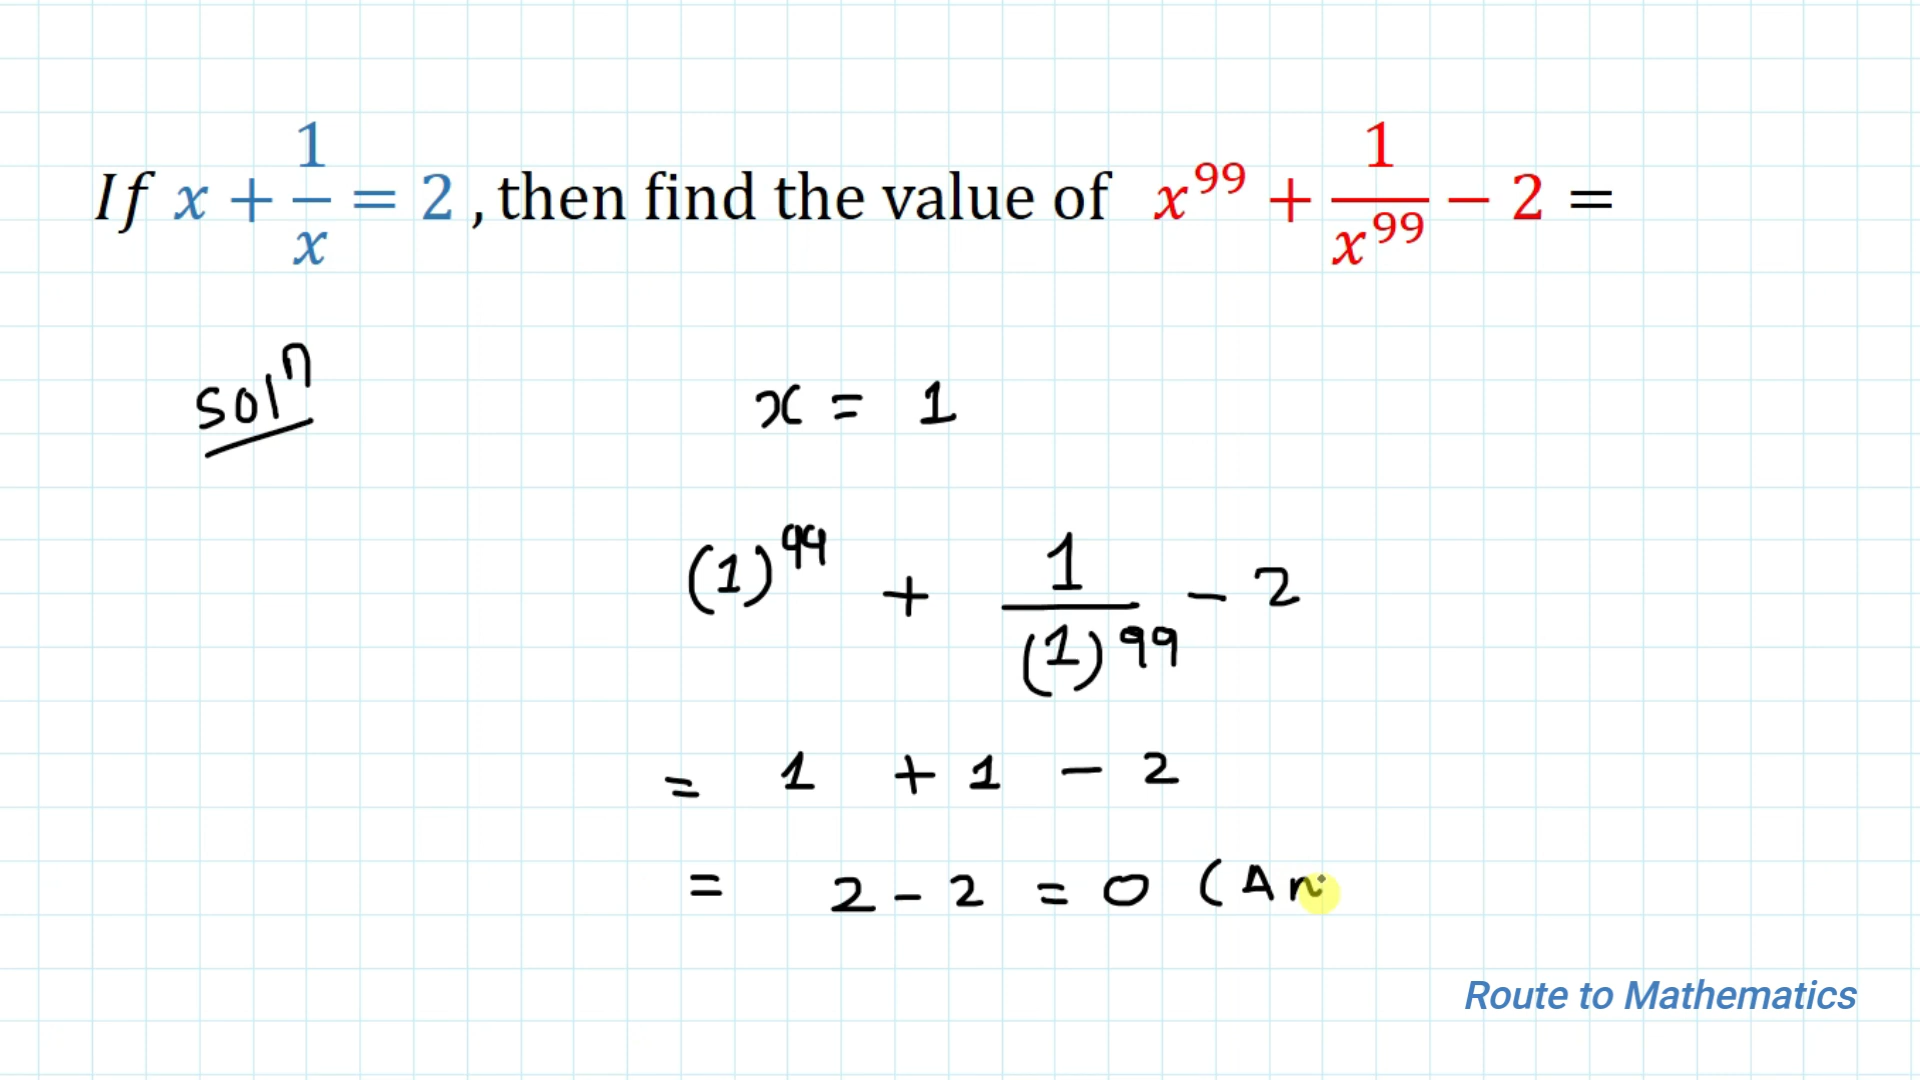 If x + 1/x = 2 , then find the value of x^99 + 1/x^99 − 2 =
Sol^n
x = 1
(1)^99 + 1/(1)^99 − 2
= 1 + 1 − 2
= 2 − 2 = 0 (An
Route to Mathematics